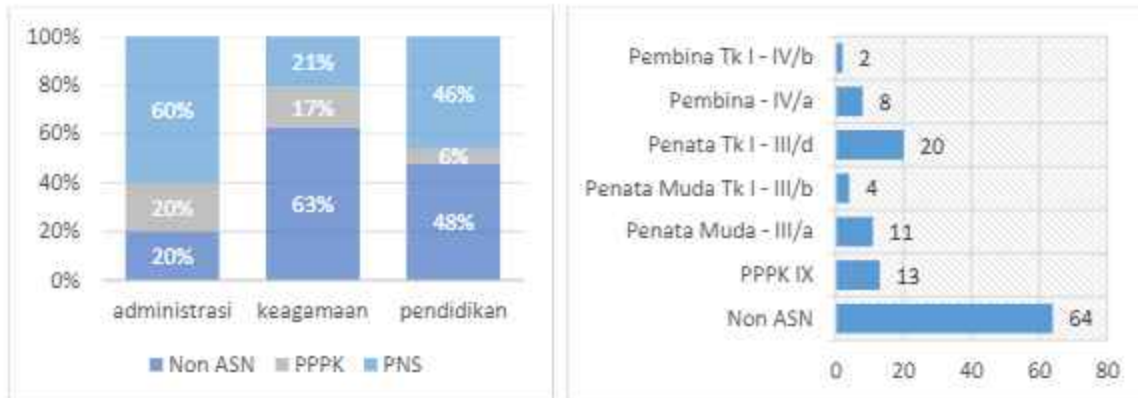 100%
80%
60%
40%
20%
0%
60%
20%
20%
21%
17%
63%
46%
6%
48%
administrasi keagamaan pendidikan
Non ASN PPPK PNS
Pembina Tk I - IV/b 2
Pembina - IV/a 8
Penata Tk I - III/d 20
Penata Muda Tk I - III/b 4
Penata Muda - III/a 11
PPPK IX 13
Non ASN 64
0 20 40 60 80